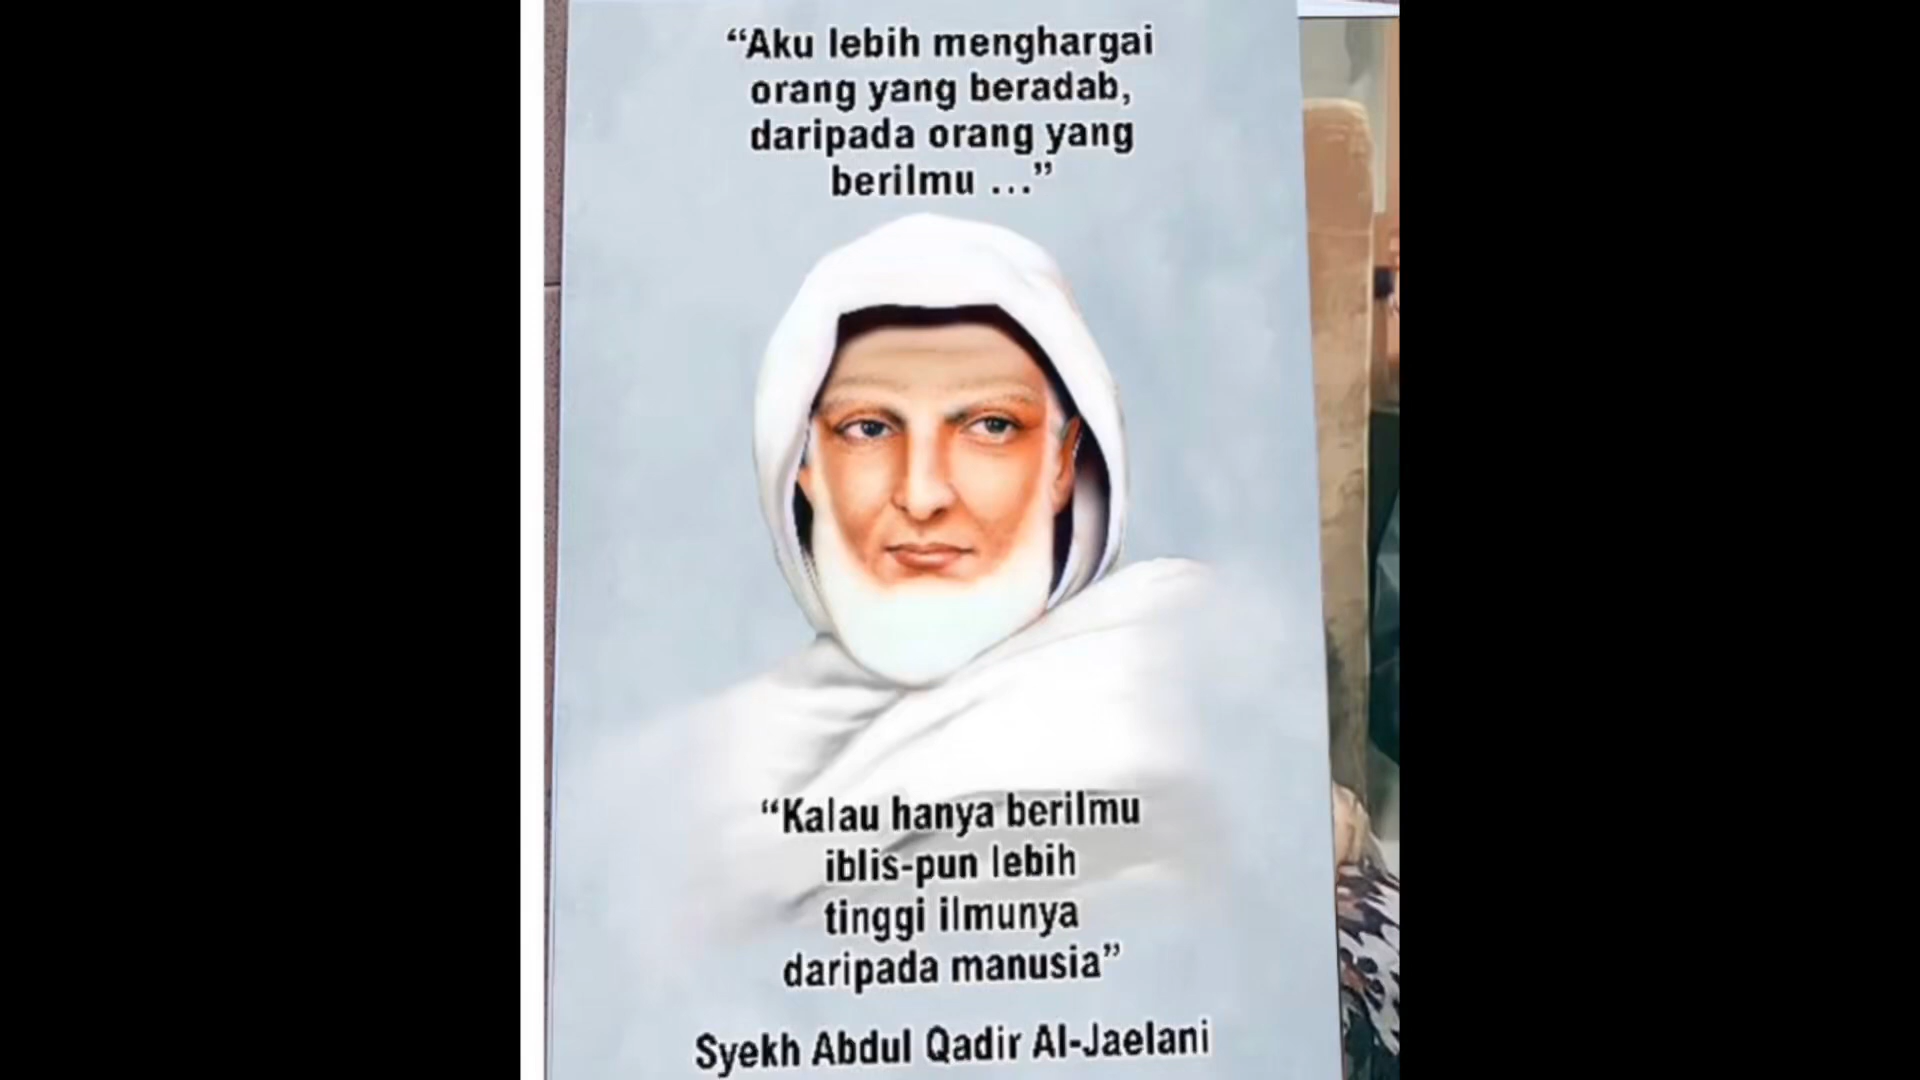 “Aku lebih menghargai
orang yang beradab,
daripada orang yang
berilmu ...”
“Kalau hanya berilmu
iblis-pun lebih
tinggi ilmunya
daripada manusia”
Syekh Abdul Qadir Al-Jaelani